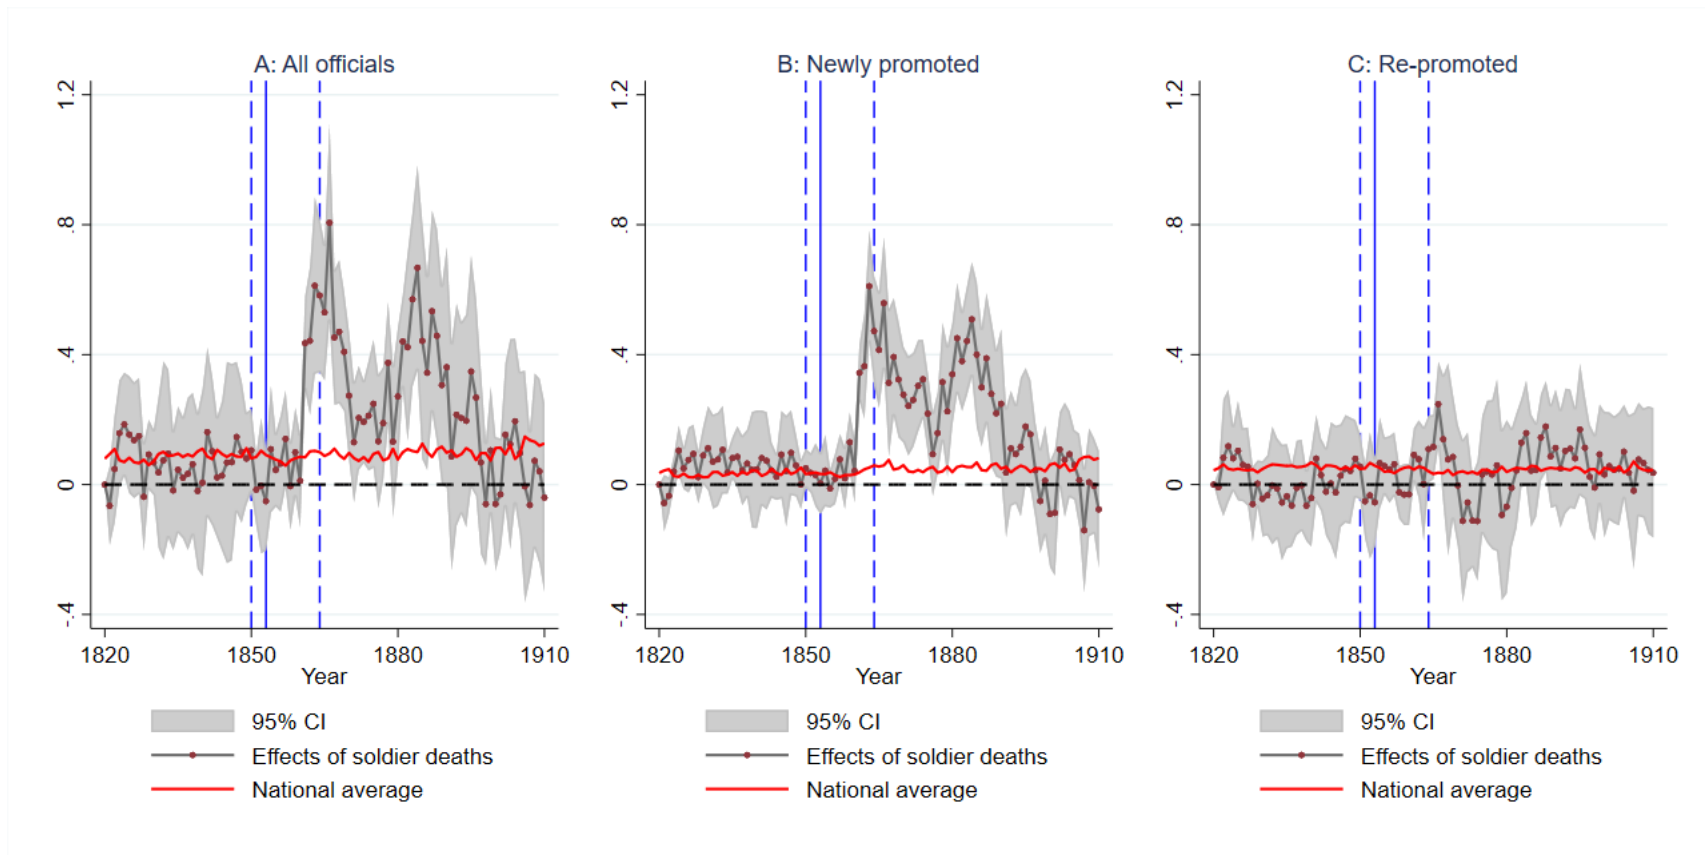 A: All officials
1.2
.8
.4
0
-.4
1820 1850 1880 1910
Year
95% CI
Effects of soldier deaths
National average
B: Newly promoted
1.2
.8
.4
0
-.4
1820 1850 1880 1910
Year
95% CI
Effects of soldier deaths
National average
C: Re-promoted
1.2
.8
.4
0
-.4
1820 1850 1880 1910
Year
95% CI
Effects of soldier deaths
National average